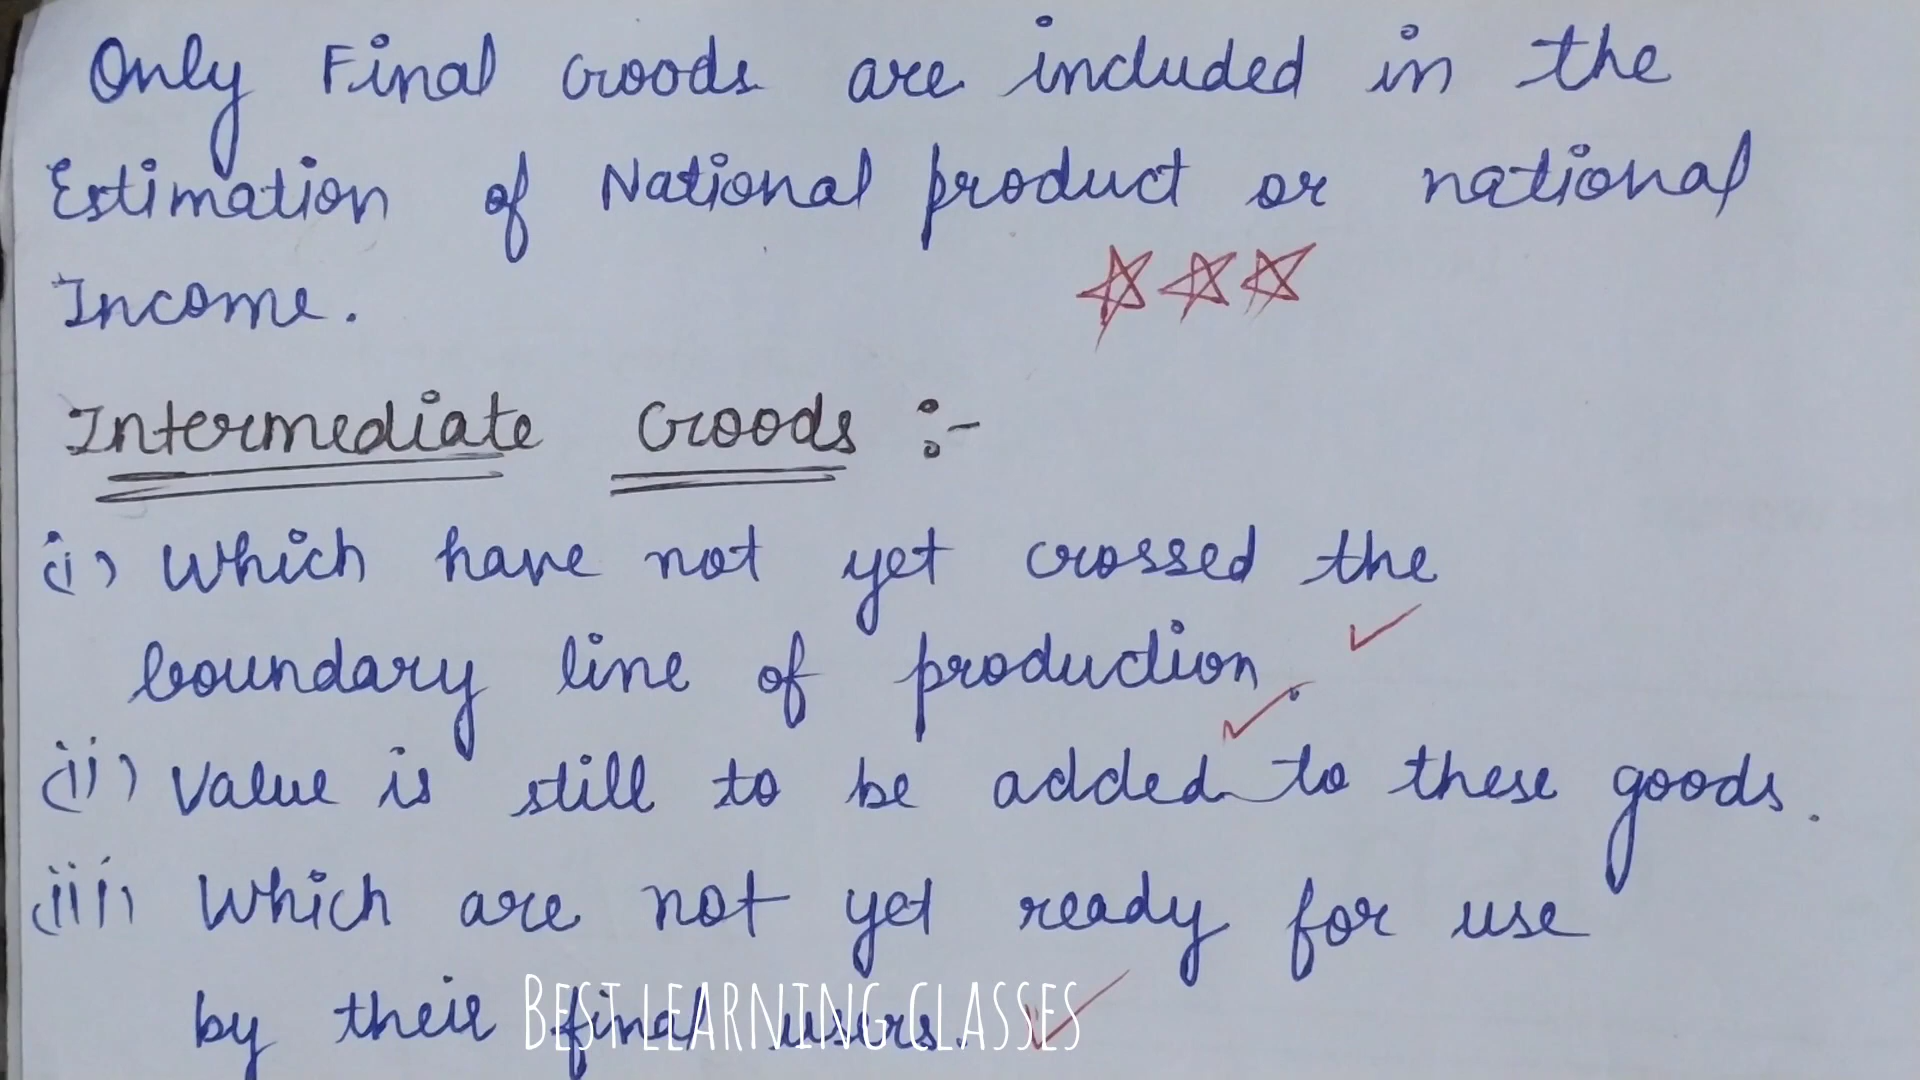 Only Final Goods are included in the
Estimation of National product or national
Income.
Intermediate Goods :-
(i) Which have not yet crossed the
boundary line of production.
(ii) Value is still to be added to these goods.
(iii) Which are not yet ready for use
by their final users.
BEST LEARNING CLASSES